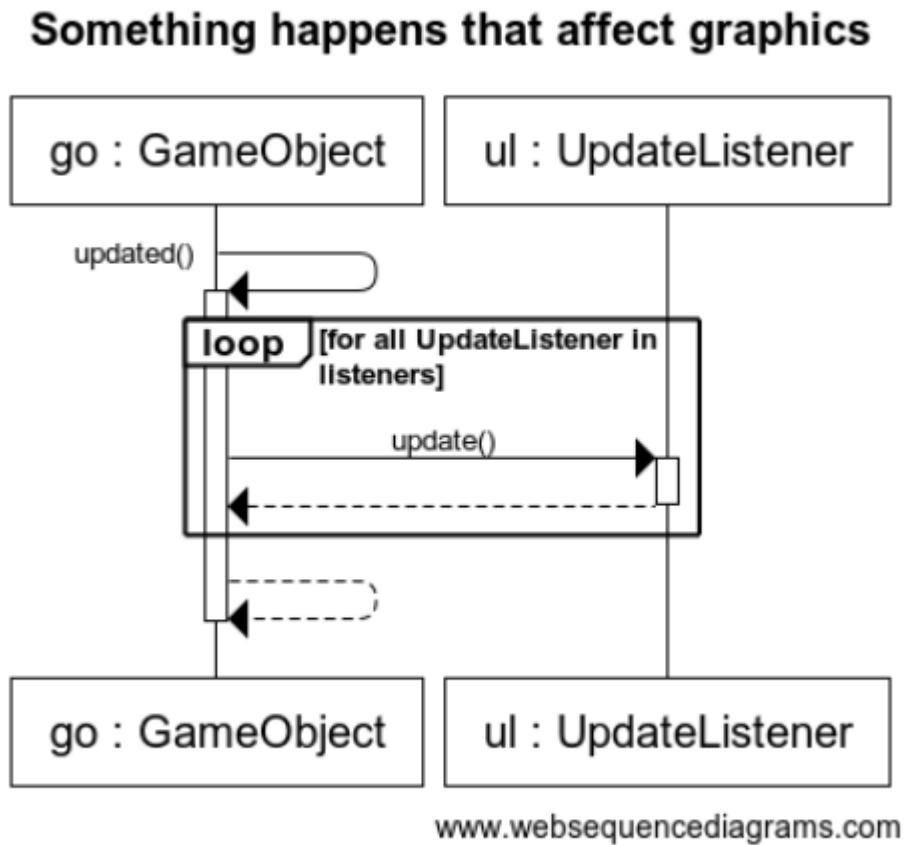 Something happens that affect graphics
go : GameObject
ul : UpdateListener
updated()
loop
[for all UpdateListener in
listeners]
update()
go : GameObject
ul : UpdateListener
www.websequencediagrams.com